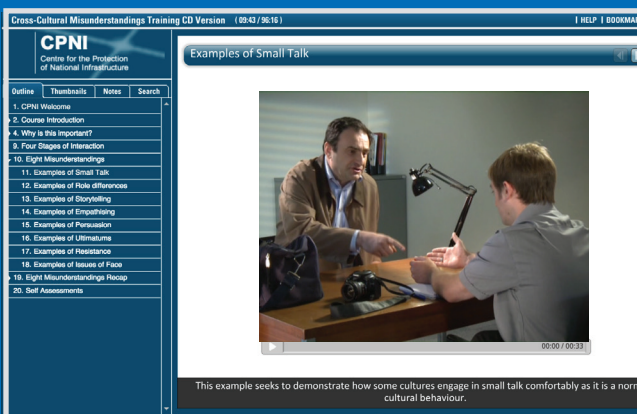 Cross-Cultural Misunderstandings Training CD Version ( 09:43 / 96:16 )
| HELP | BOOKMA
CPNI
Centre for the Protection
of National Infrastructure
Outline Thumbnails Notes Search
1. CPNI Welcome
2. Course Introduction
4. Why is this important?
9. Four Stages of Interaction
10. Eight Misunderstandings
11. Examples of Small Talk
12. Examples of Role differences
13. Examples of Storytelling
14. Examples of Empathising
15. Examples of Persuasion
16. Examples of Ultimatums
17. Examples of Resistance
18. Examples of Issues of Face
19. Eight Misunderstandings Recap
20. Self Assessments
Examples of Small Talk
00:00 / 00:33
This example seeks to demonstrate how some cultures engage in small talk comfortably as it is a norm
cultural behaviour.